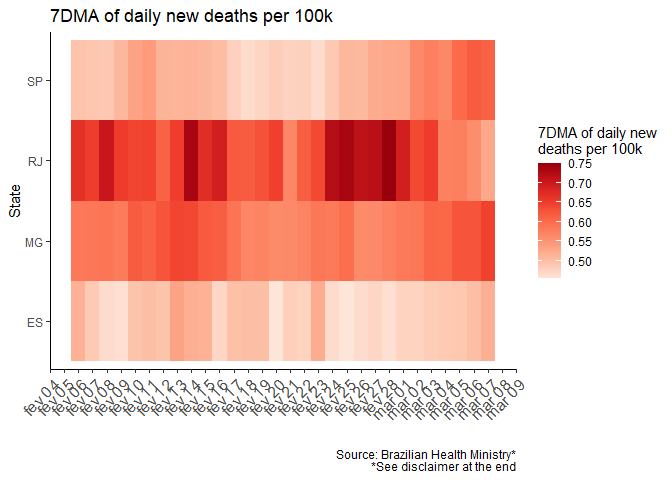 7DMA of daily new deaths per 100k
State
SP
RJ
MG
ES
fev 04
fev 05
fev 06
fev 07
fev 08
fev 09
fev 10
fev 11
fev 12
fev 13
fev 14
fev 15
fev 16
fev 17
fev 18
fev 19
fev 20
fev 21
fev 22
fev 23
fev 24
fev 25
fev 26
fev 27
fev 28
mar 01
mar 02
mar 03
mar 04
mar 05
mar 06
mar 07
mar 08
mar 09
7DMA of daily new
deaths per 100k
0.75
0.70
0.65
0.60
0.55
0.50
Source: Brazilian Health Ministry*
*See disclaimer at the end